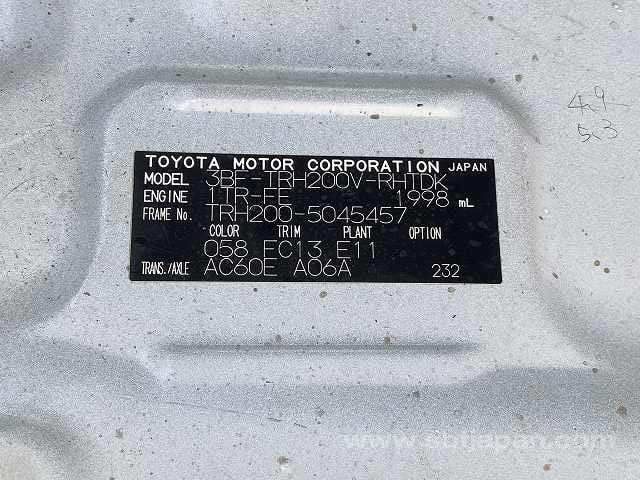 TOYOTA MOTOR CORPORATION JAPAN
MODEL 3BF-TRH200V-RHTDK
ENGINE 1TR-FE 1998 mL
FRAME No. TRH200-5045457
COLOR TRIM PLANT OPTION
058 FC13 E11
TRANS./AXLE AC60E A06A 232
4.9
5.3
www.sbtjapan.com